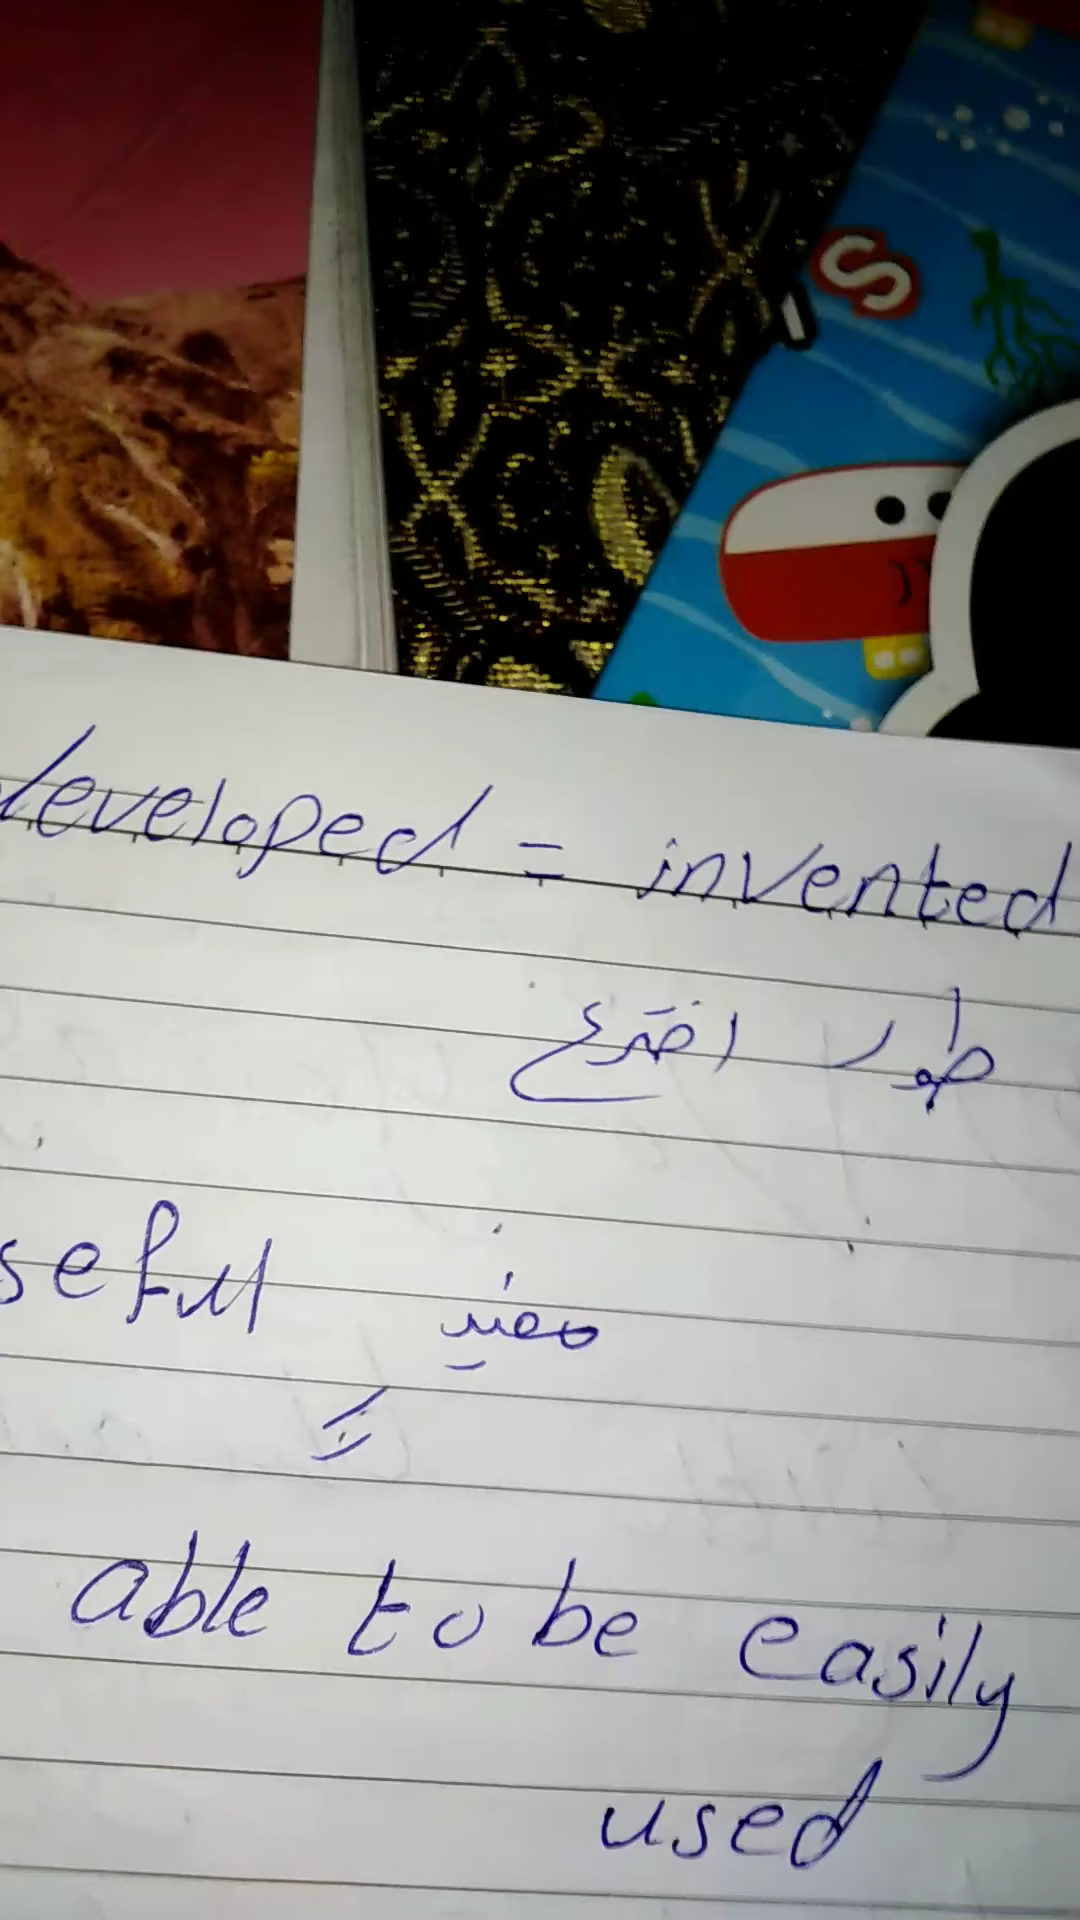 developed = invented
طور اخترع
seful مفيد
=
able to be easily
used
S